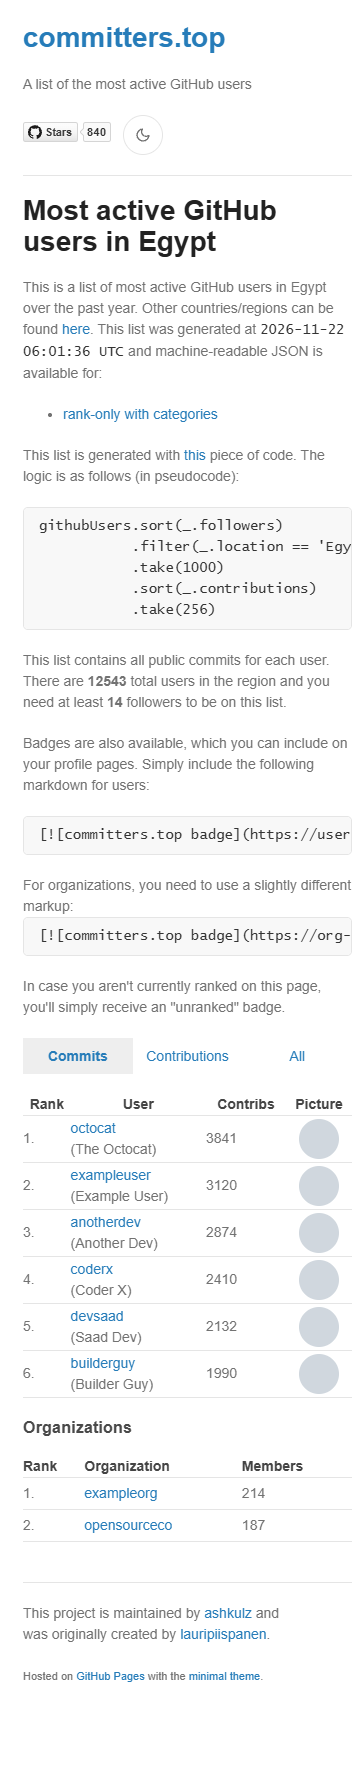 committers.top
A list of the most active GitHub users
Stars 840
Most active GitHub
users in Egypt
This is a list of most active GitHub users in Egypt
over the past year. Other countries/regions can be
found here. This list was generated at 2026-11-22
06:01:36 UTC and machine-readable JSON is
available for:
• rank-only with categories
This list is generated with this piece of code. The
logic is as follows (in pseudocode):
githubUsers.sort(_.followers)
.filter(_.location == 'Egy
.take(1000)
.sort(_.contributions)
.take(256)
This list contains all public commits for each user.
There are 12543 total users in the region and you
need at least 14 followers to be on this list.
Badges are also available, which you can include on
your profile pages. Simply include the following
markdown for users:
[![committers.top badge](https://user
For organizations, you need to use a slightly different
markup:
[![committers.top badge](https://org-
In case you aren't currently ranked on this page,
you'll simply receive an "unranked" badge.
Commits Contributions All
Rank User Contribs Picture
1. octocat 3841
(The Octocat)
2. exampleuser 3120
(Example User)
3. anotherdev 2874
(Another Dev)
4. coderx 2410
(Coder X)
5. devsaad 2132
(Saad Dev)
6. builderguy 1990
(Builder Guy)
Organizations
Rank Organization Members
1. exampleorg 214
2. opensourceco 187
This project is maintained by ashkulz and
was originally created by lauripiispanen.
Hosted on GitHub Pages with the minimal theme.